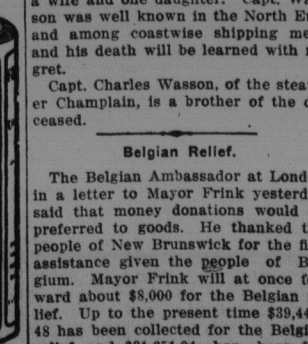 a wife and one daughter. Capt. Wa
son was well known in the North E
and among coastwise shipping me
and his death will be learned with r
gret.
Capt. Charles Wasson, of the stea
er Champlain, is a brother of the d
ceased.
Belgian Relief.
The Belgian Ambassador at Lond
in a letter to Mayor Frink yesterd
said that money donations would
preferred to goods. He thanked t
people of New Brunswick for the fi
assistance given the people of B
gium. Mayor Frink will at once f
ward about $8,000 for the Belgian
lief. Up to the present time $39,44
48 has been collected for the Belgi